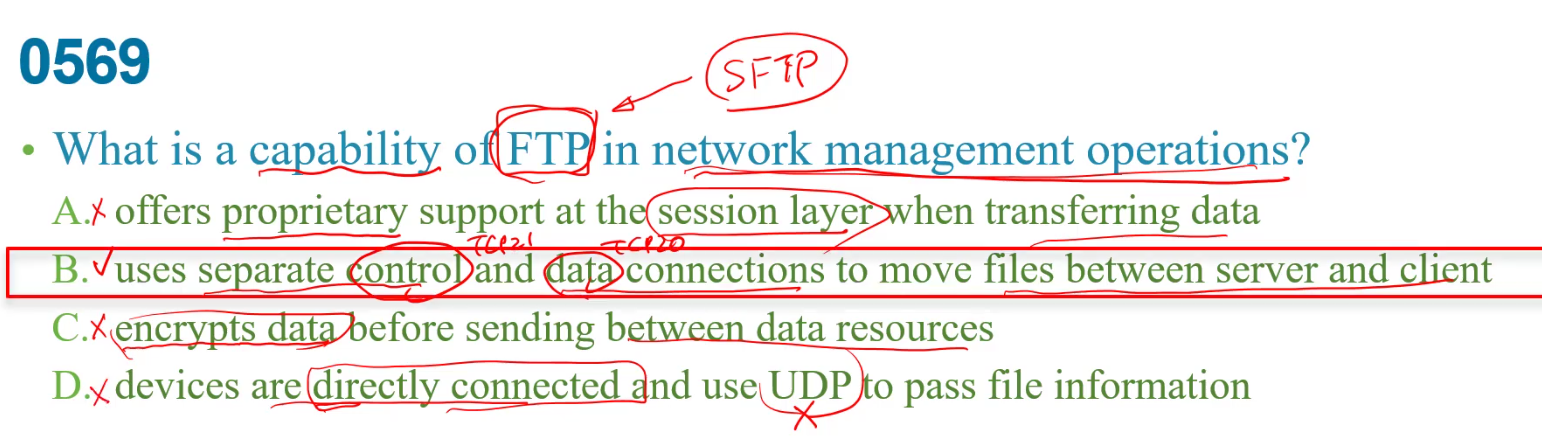 0569
SFTP
• What is a capability of FTP in network management operations?
A. x offers proprietary support at the session layer when transferring data
TCP21 TCP20
B. ✓ uses separate control and data connections to move files between server and client
C. x encrypts data before sending between data resources
D. x devices are directly connected and use UDP to pass file information
x